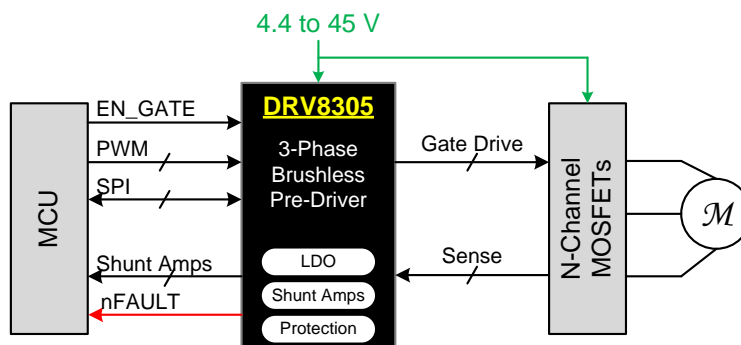 4.4 to 45 V
DRV8305
3-Phase
Brushless
Pre-Driver
LDO
Shunt Amps
Protection
MCU
EN_GATE
PWM
SPI
Shunt Amps
nFAULT
Gate Drive
Sense
N-Channel
MOSFETs
M